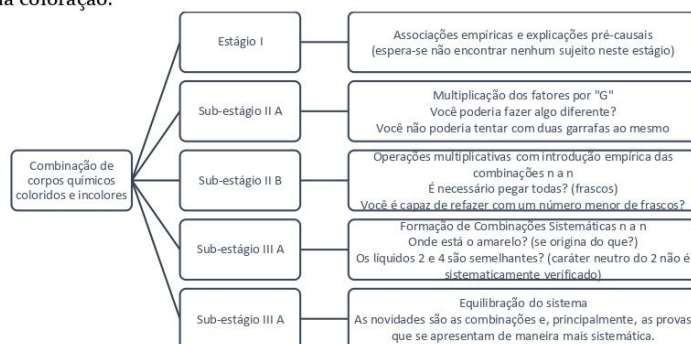 na coloração.
Estágio I
Associações empíricas e explicações pré-causais
(espera-se não encontrar nenhum sujeito neste estágio)
Sub-estágio II A
Multiplicação dos fatores por "G"
Você poderia fazer algo diferente?
Você não poderia tentar com duas garrafas ao mesmo
Combinação de
corpos químicos
coloridos e incolores
Sub-estágio II B
Operações multiplicativas com introdução empírica das
combinações n a n
É necessário pegar todas? (frascos)
Você é capaz de refazer com um número menor de frascos?
Sub-estágio III A
Formação de Combinações Sistemáticas n a n
Onde está o amarelo? (se origina do que?)
Os líquidos 2 e 4 são semelhantes? (caráter neutro do 2 não é
sistematicamente verificado)
Sub-estágio III A
Equilibração do sistema
As novidades são as combinações e, principalmente, as provas
que se apresentam de maneira mais sistemática.